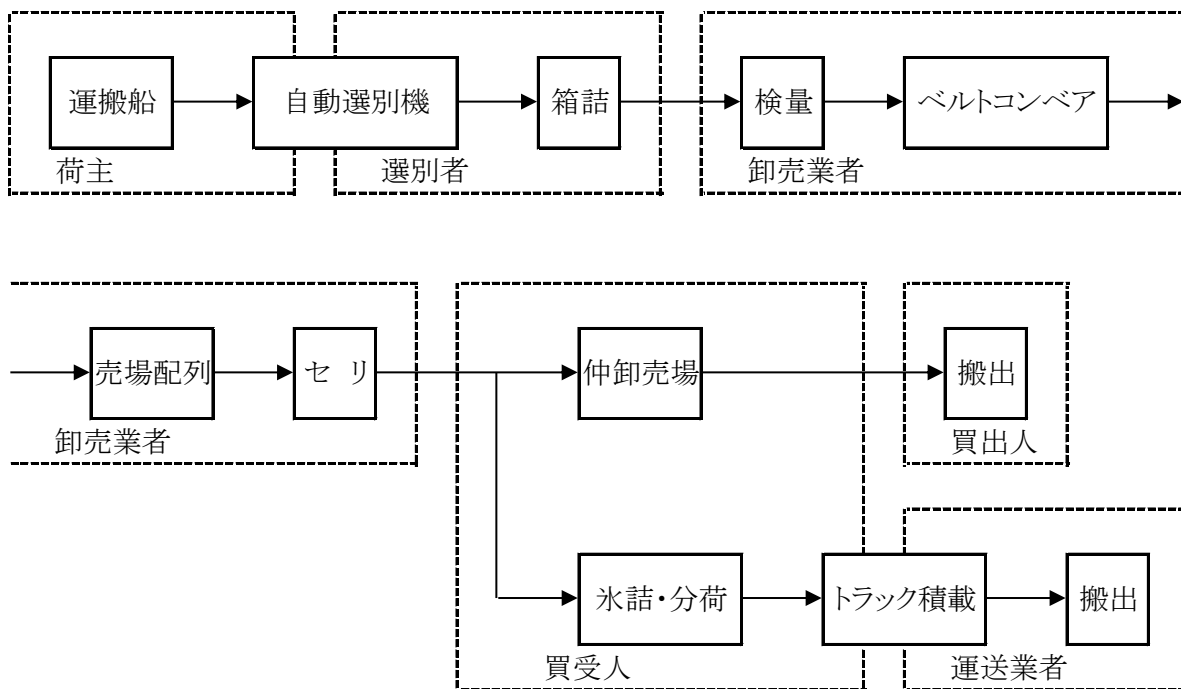 運搬船
自動選別機
箱詰
検量
ベルトコンベア
荷主
選別者
卸売業者
売場配列
セ リ
仲卸売場
搬出
卸売業者
買出人
氷詰・分荷
トラック積載
搬出
買受人
運送業者